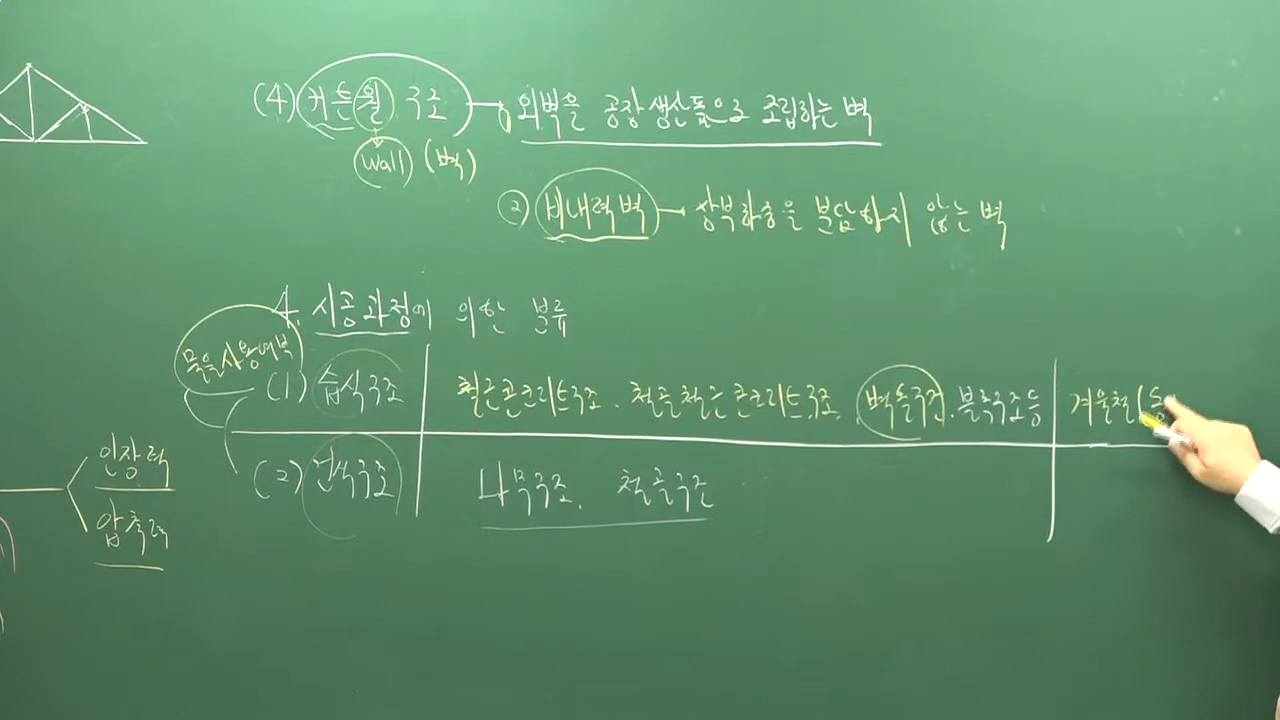 (4) 커튼월 구조 → 외벽을 공장생산품으로 조립하는 벽
wall (벽)
② 비내력벽 → 상부하중을 부담하지 않는 벽
4. 시공과정에 의한 분류
물을 사용여부
(1) 습식구조 철근콘크리트구조. 철골철근콘크리트구조. 벽돌구조. 블록구조등 겨울철(동
(2) 건식구조 나무구조. 철골구조
인장력
압축력